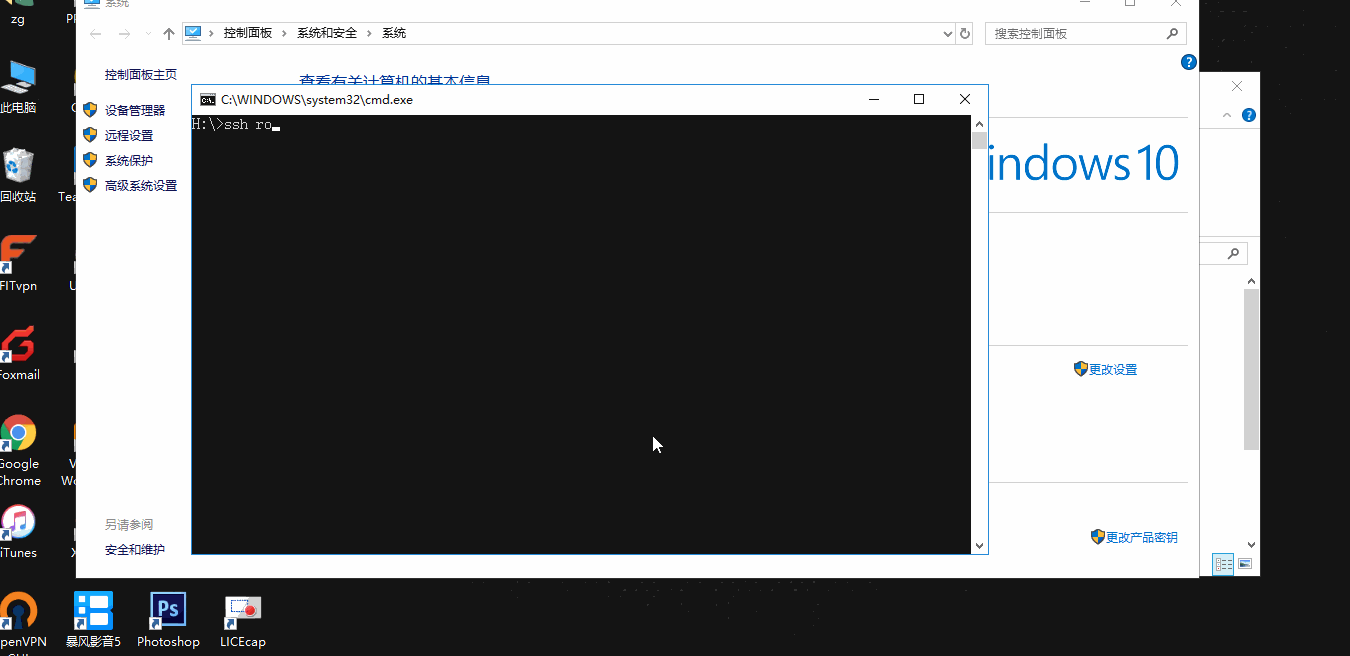 zg
系统
控制面板
系统和安全
系统
搜索控制面板
控制面板主页
查看有关计算机的基本信息
设备管理器
远程设置
系统保护
高级系统设置
C:\WINDOWS\system32\cmd.exe
H:\>ssh ro
indows 10
更改设置
更改产品密钥
另请参阅
安全和维护
此电脑
回收站
Tea
FITvpn
Foxmail
Google
Chrome
iTunes
penVPN
暴风影音5
Ps
Photoshop
LICEcap